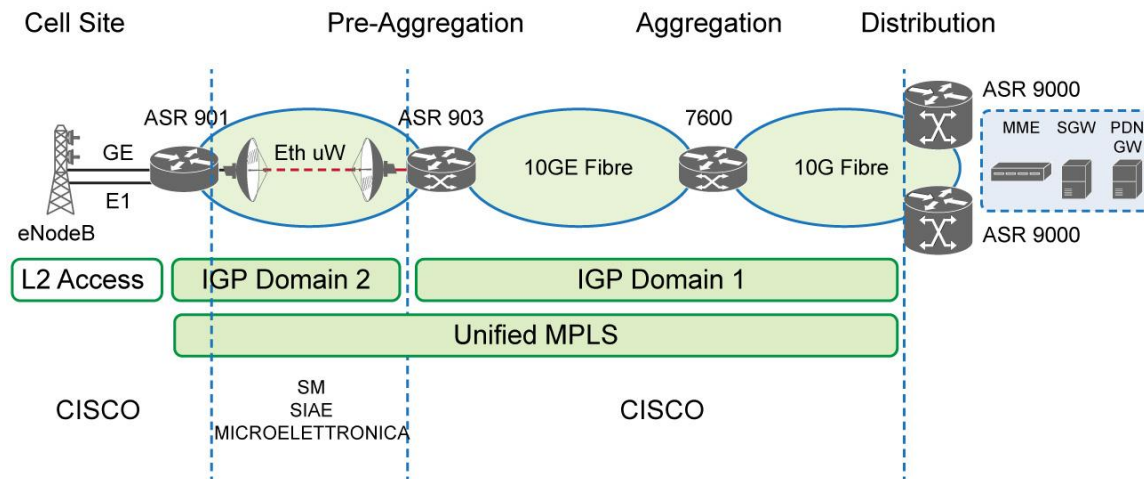 Cell Site
Pre-Aggregation
Aggregation
Distribution
ASR 901
ASR 903
7600
ASR 9000
MME
SGW
PDN
GW
GE
Eth uW
10GE Fibre
10G Fibre
E1
eNodeB
ASR 9000
L2 Access
IGP Domain 2
IGP Domain 1
Unified MPLS
CISCO
SM
SIAE
MICROELETTRONICA
CISCO